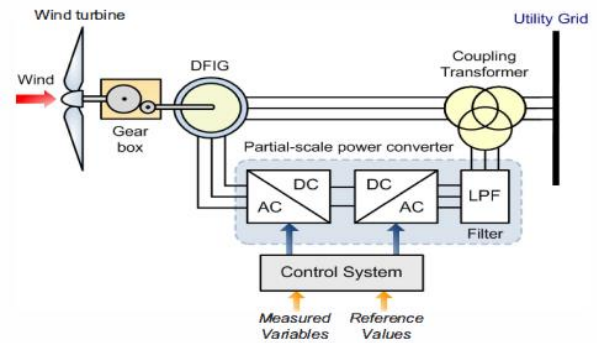 Wind turbine
Utility Grid
DFIG
Coupling
Transformer
Wind
Gear
box
Partial-scale power converter
DC
AC
DC
AC
LPF
Filter
Control System
Measured
Variables
Reference
Values